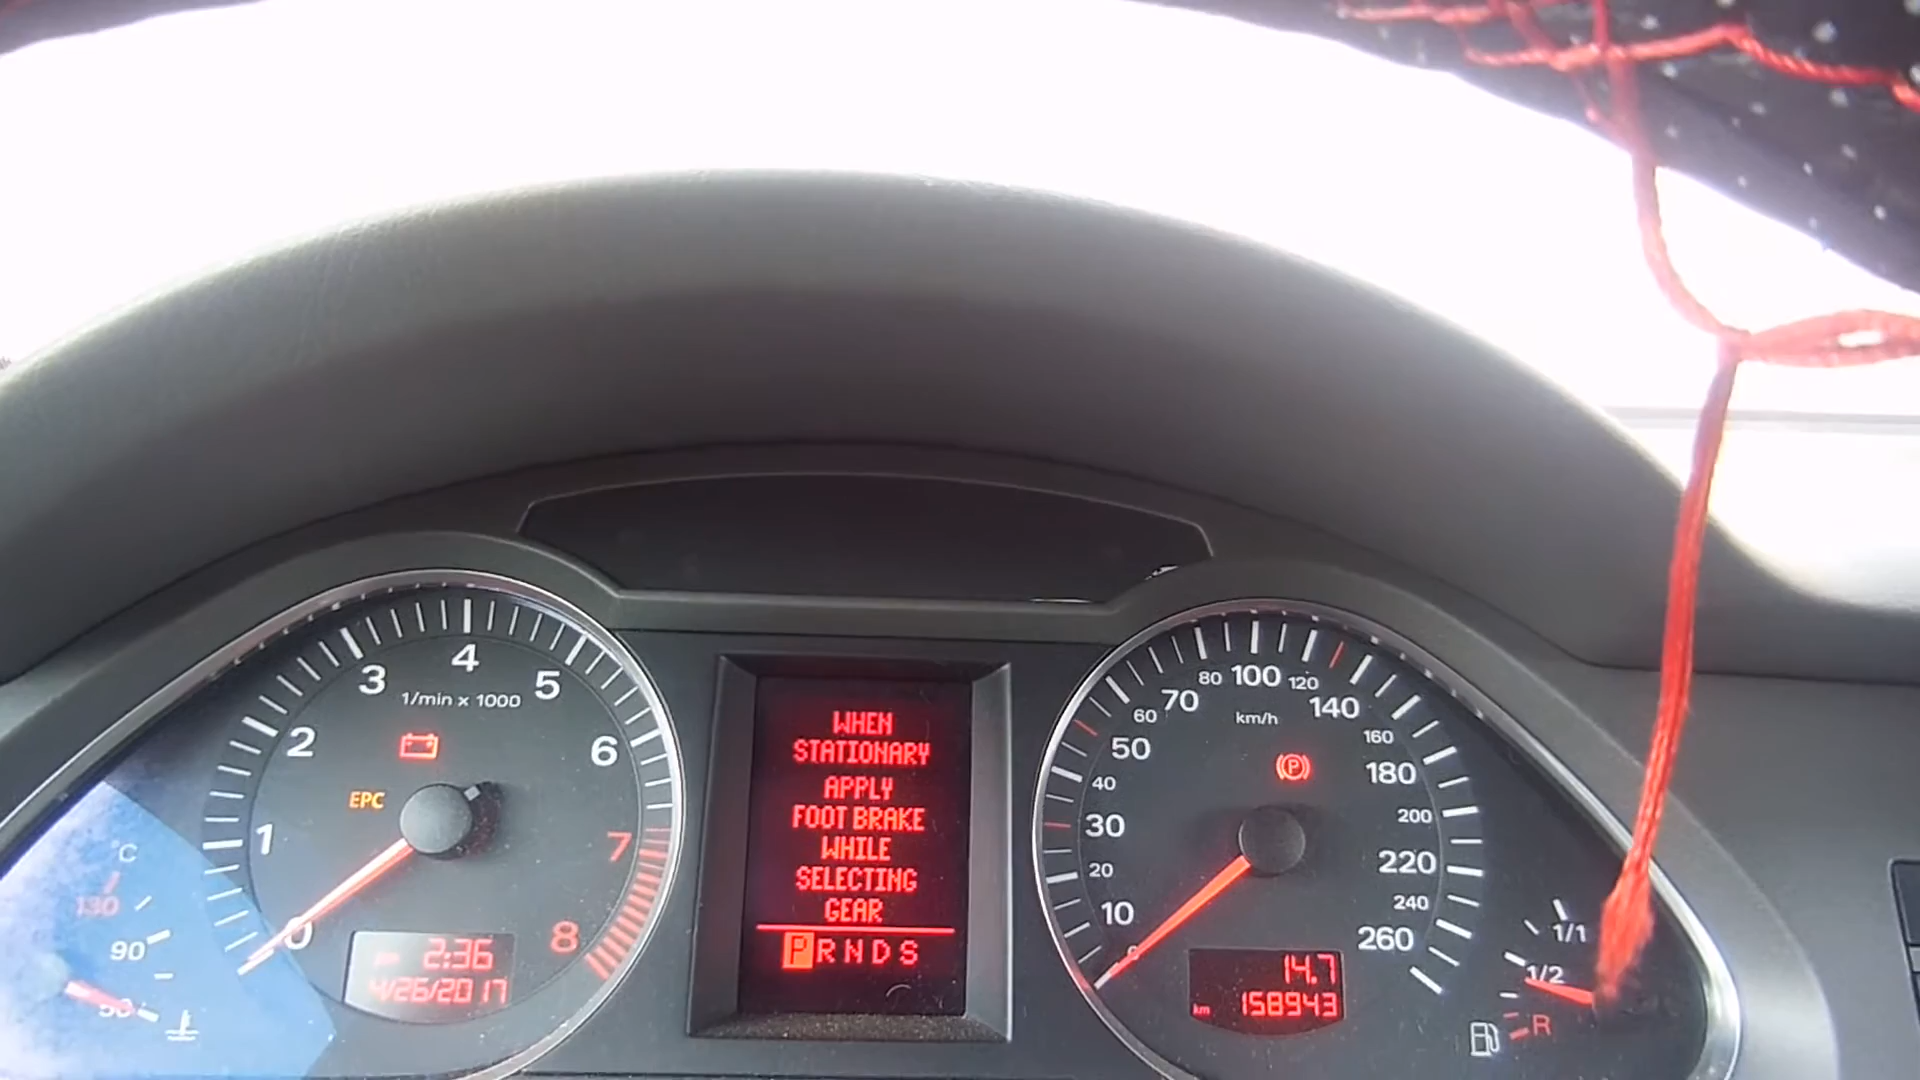 4
3
5
1/min x 1000
2
6
EPC
1
7
0
8
2:36
4/26/2017
C
130
90
50
WHEN
STATIONARY
APPLY
FOOT BRAKE
WHILE
SELECTING
GEAR
P R N D S
80 100 120
70 140
60 km/h 160
50 180
40 200
30 220
20 240
10 260
0
(P)
14.7
km 158943
1/1
1/2
R